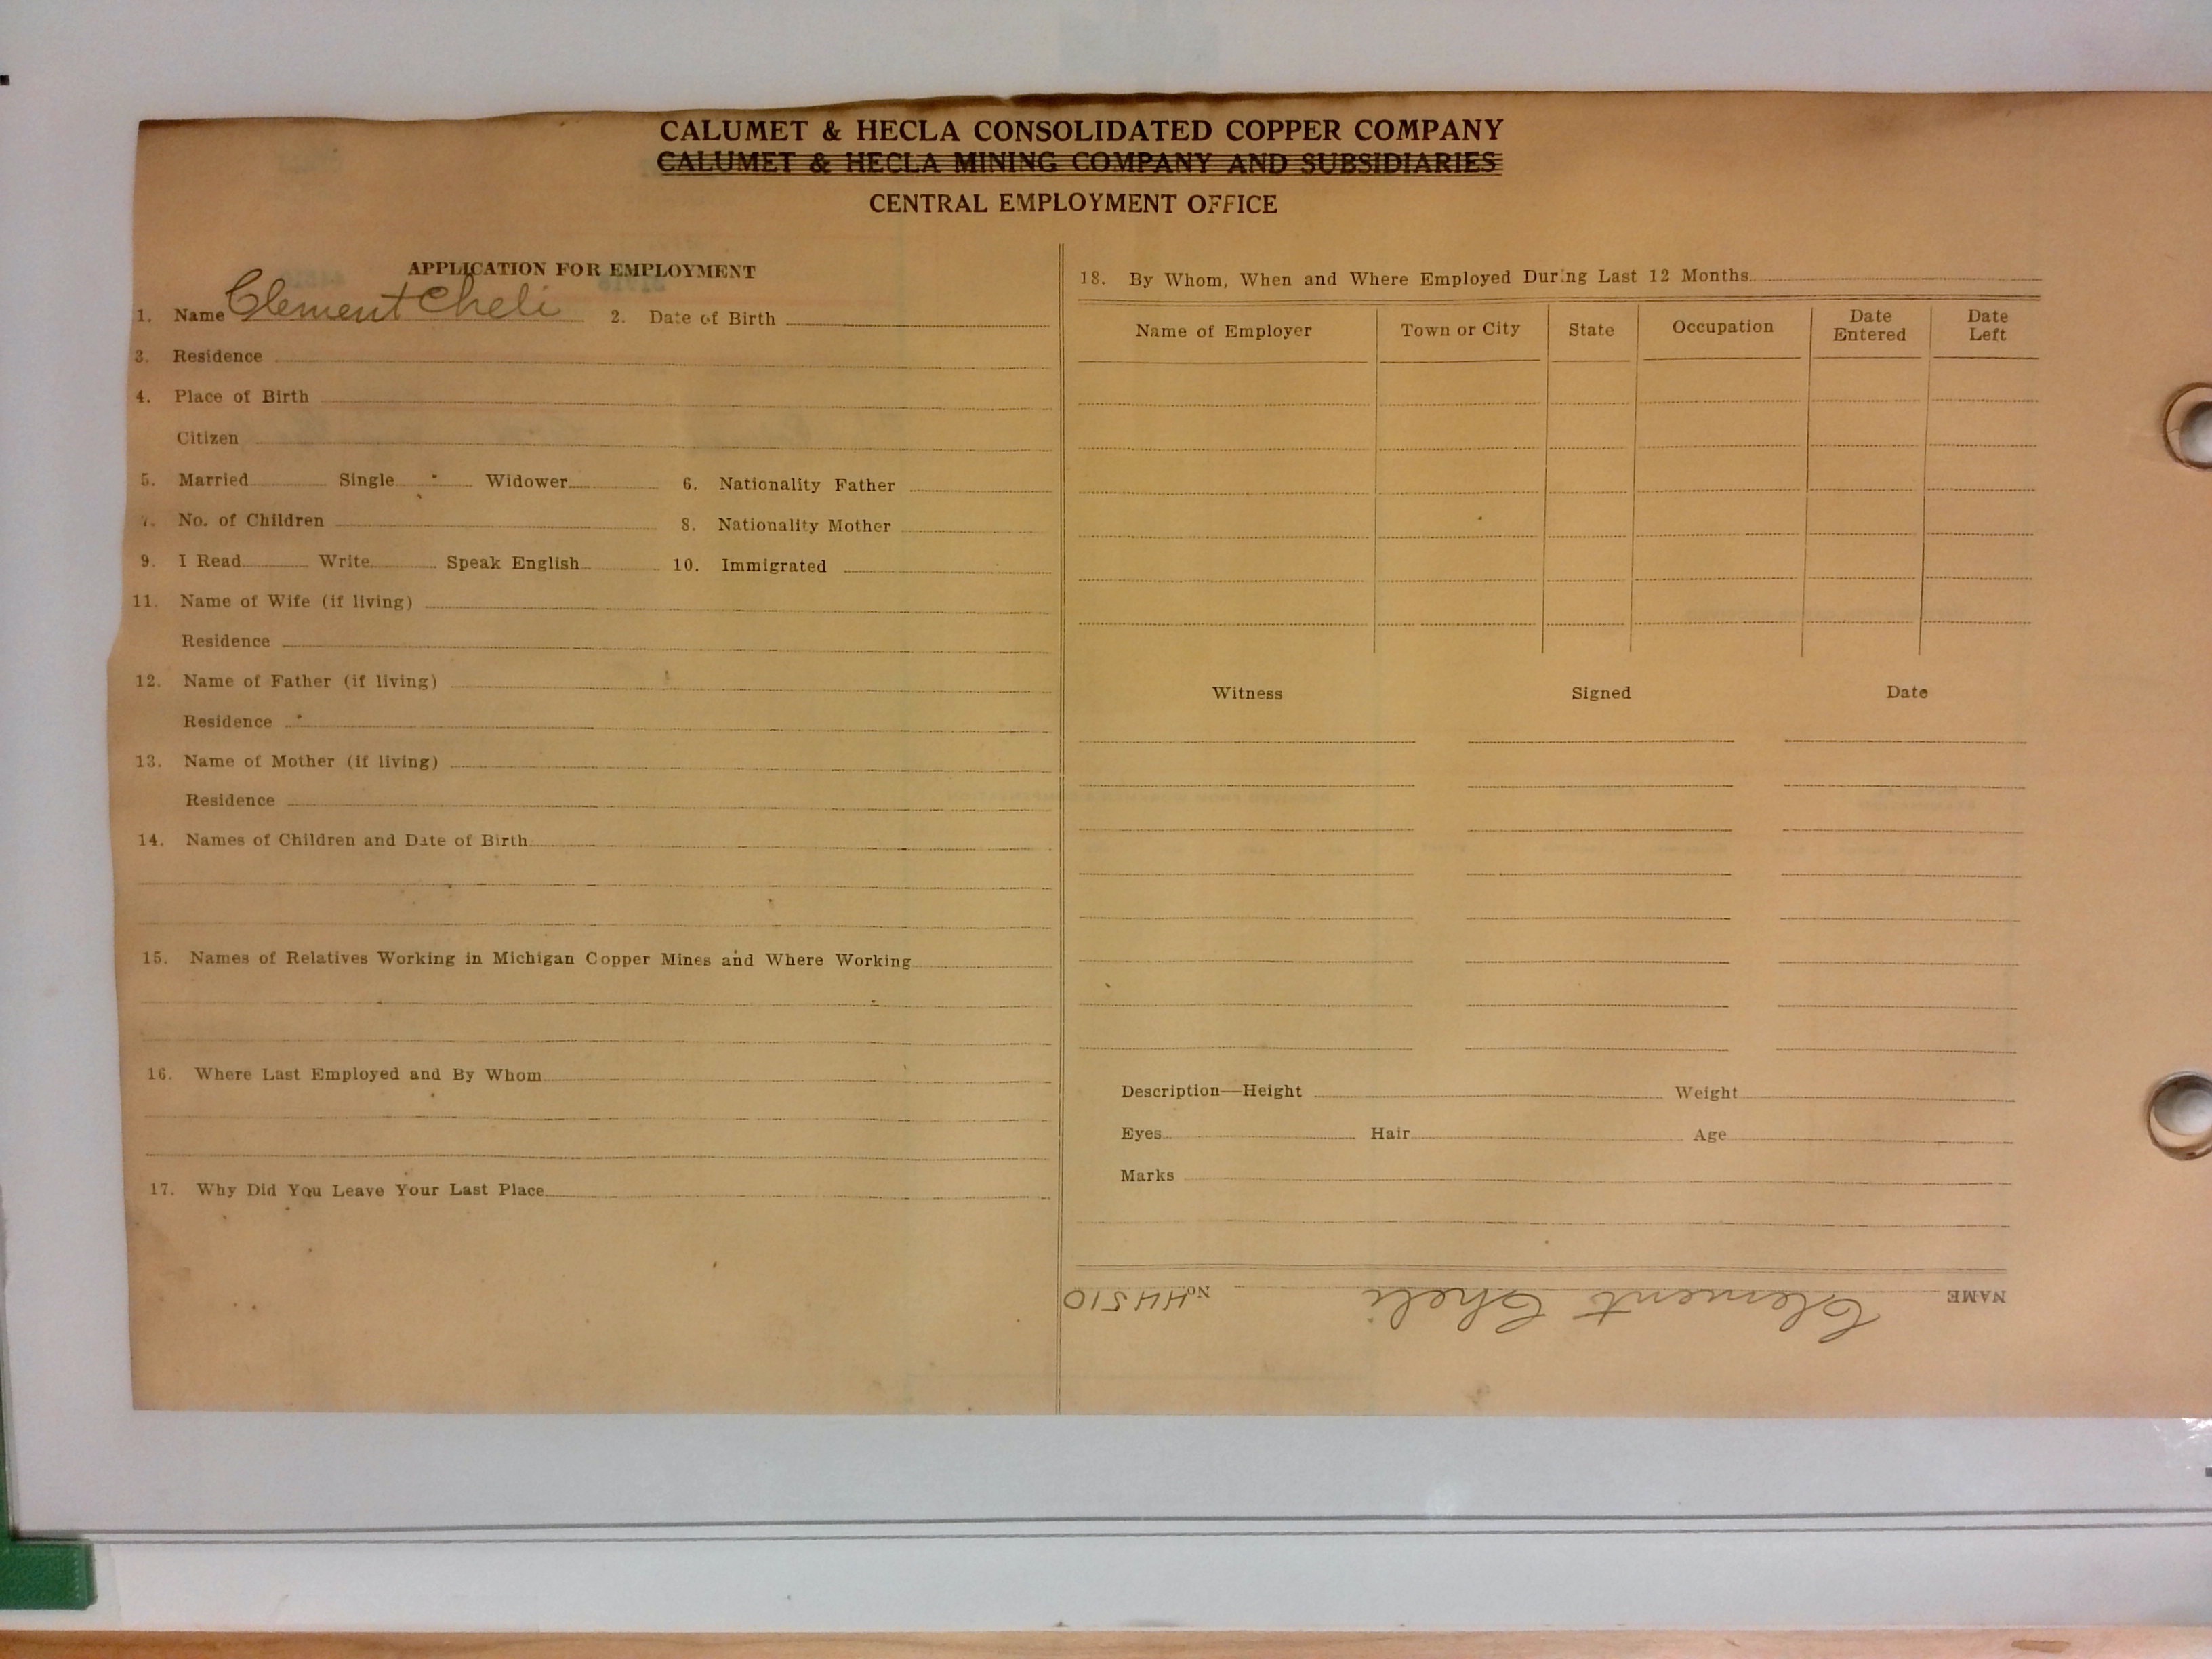 CALUMET & HECLA CONSOLIDATED COPPER COMPANY
CALUMET & HECLA MINING COMPANY AND SUBSIDIARIES
CENTRAL EMPLOYMENT OFFICE
APPLICATION FOR EMPLOYMENT
1. Name Clement Cheli 2. Date of Birth
3. Residence
4. Place of Birth
Citizen
5. Married Single Widower 6. Nationality Father
7. No. of Children 8. Nationality Mother
9. I Read Write Speak English 10. Immigrated
11. Name of Wife (if living)
Residence
12. Name of Father (if living)
Residence
13. Name of Mother (if living)
Residence
14. Names of Children and Date of Birth
15. Names of Relatives Working in Michigan Copper Mines and Where Working
16. Where Last Employed and By Whom
17. Why Did You Leave Your Last Place
18. By Whom, When and Where Employed During Last 12 Months
Name of Employer Town or City State Occupation Date Entered Date Left
Witness Signed Date
Description—Height Weight
Eyes Hair Age
Marks
NAME Clement Cheli No. 44510